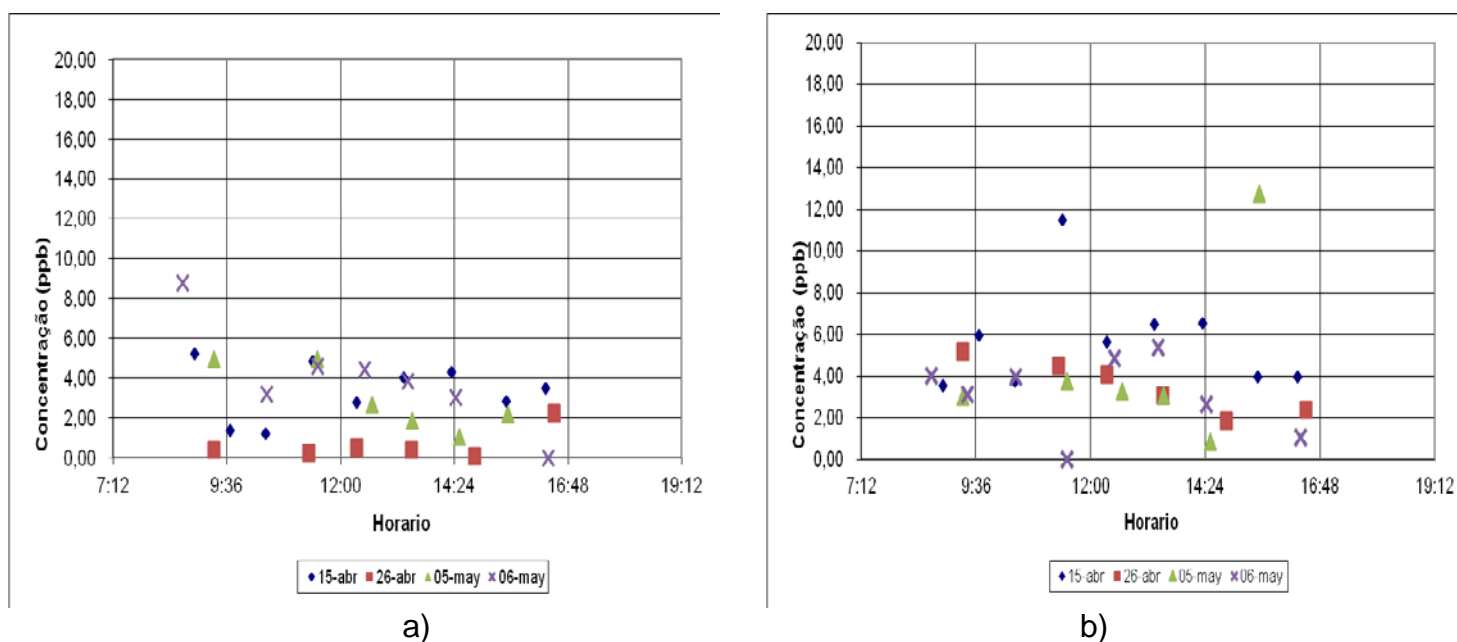 20,00
18,00
16,00
14,00
12,00
10,00
8,00
6,00
4,00
2,00
0,00
Concentração (ppb)
7:12 9:36 12:00 14:24 16:48 19:12
Horario
15-abr 26-abr 05-may 06-may
a)
20,00
18,00
16,00
14,00
12,00
10,00
8,00
6,00
4,00
2,00
0,00
Concentração (ppb)
7:12 9:36 12:00 14:24 16:48 19:12
Horario
15-abr 26-abr 05-may 06-may
b)